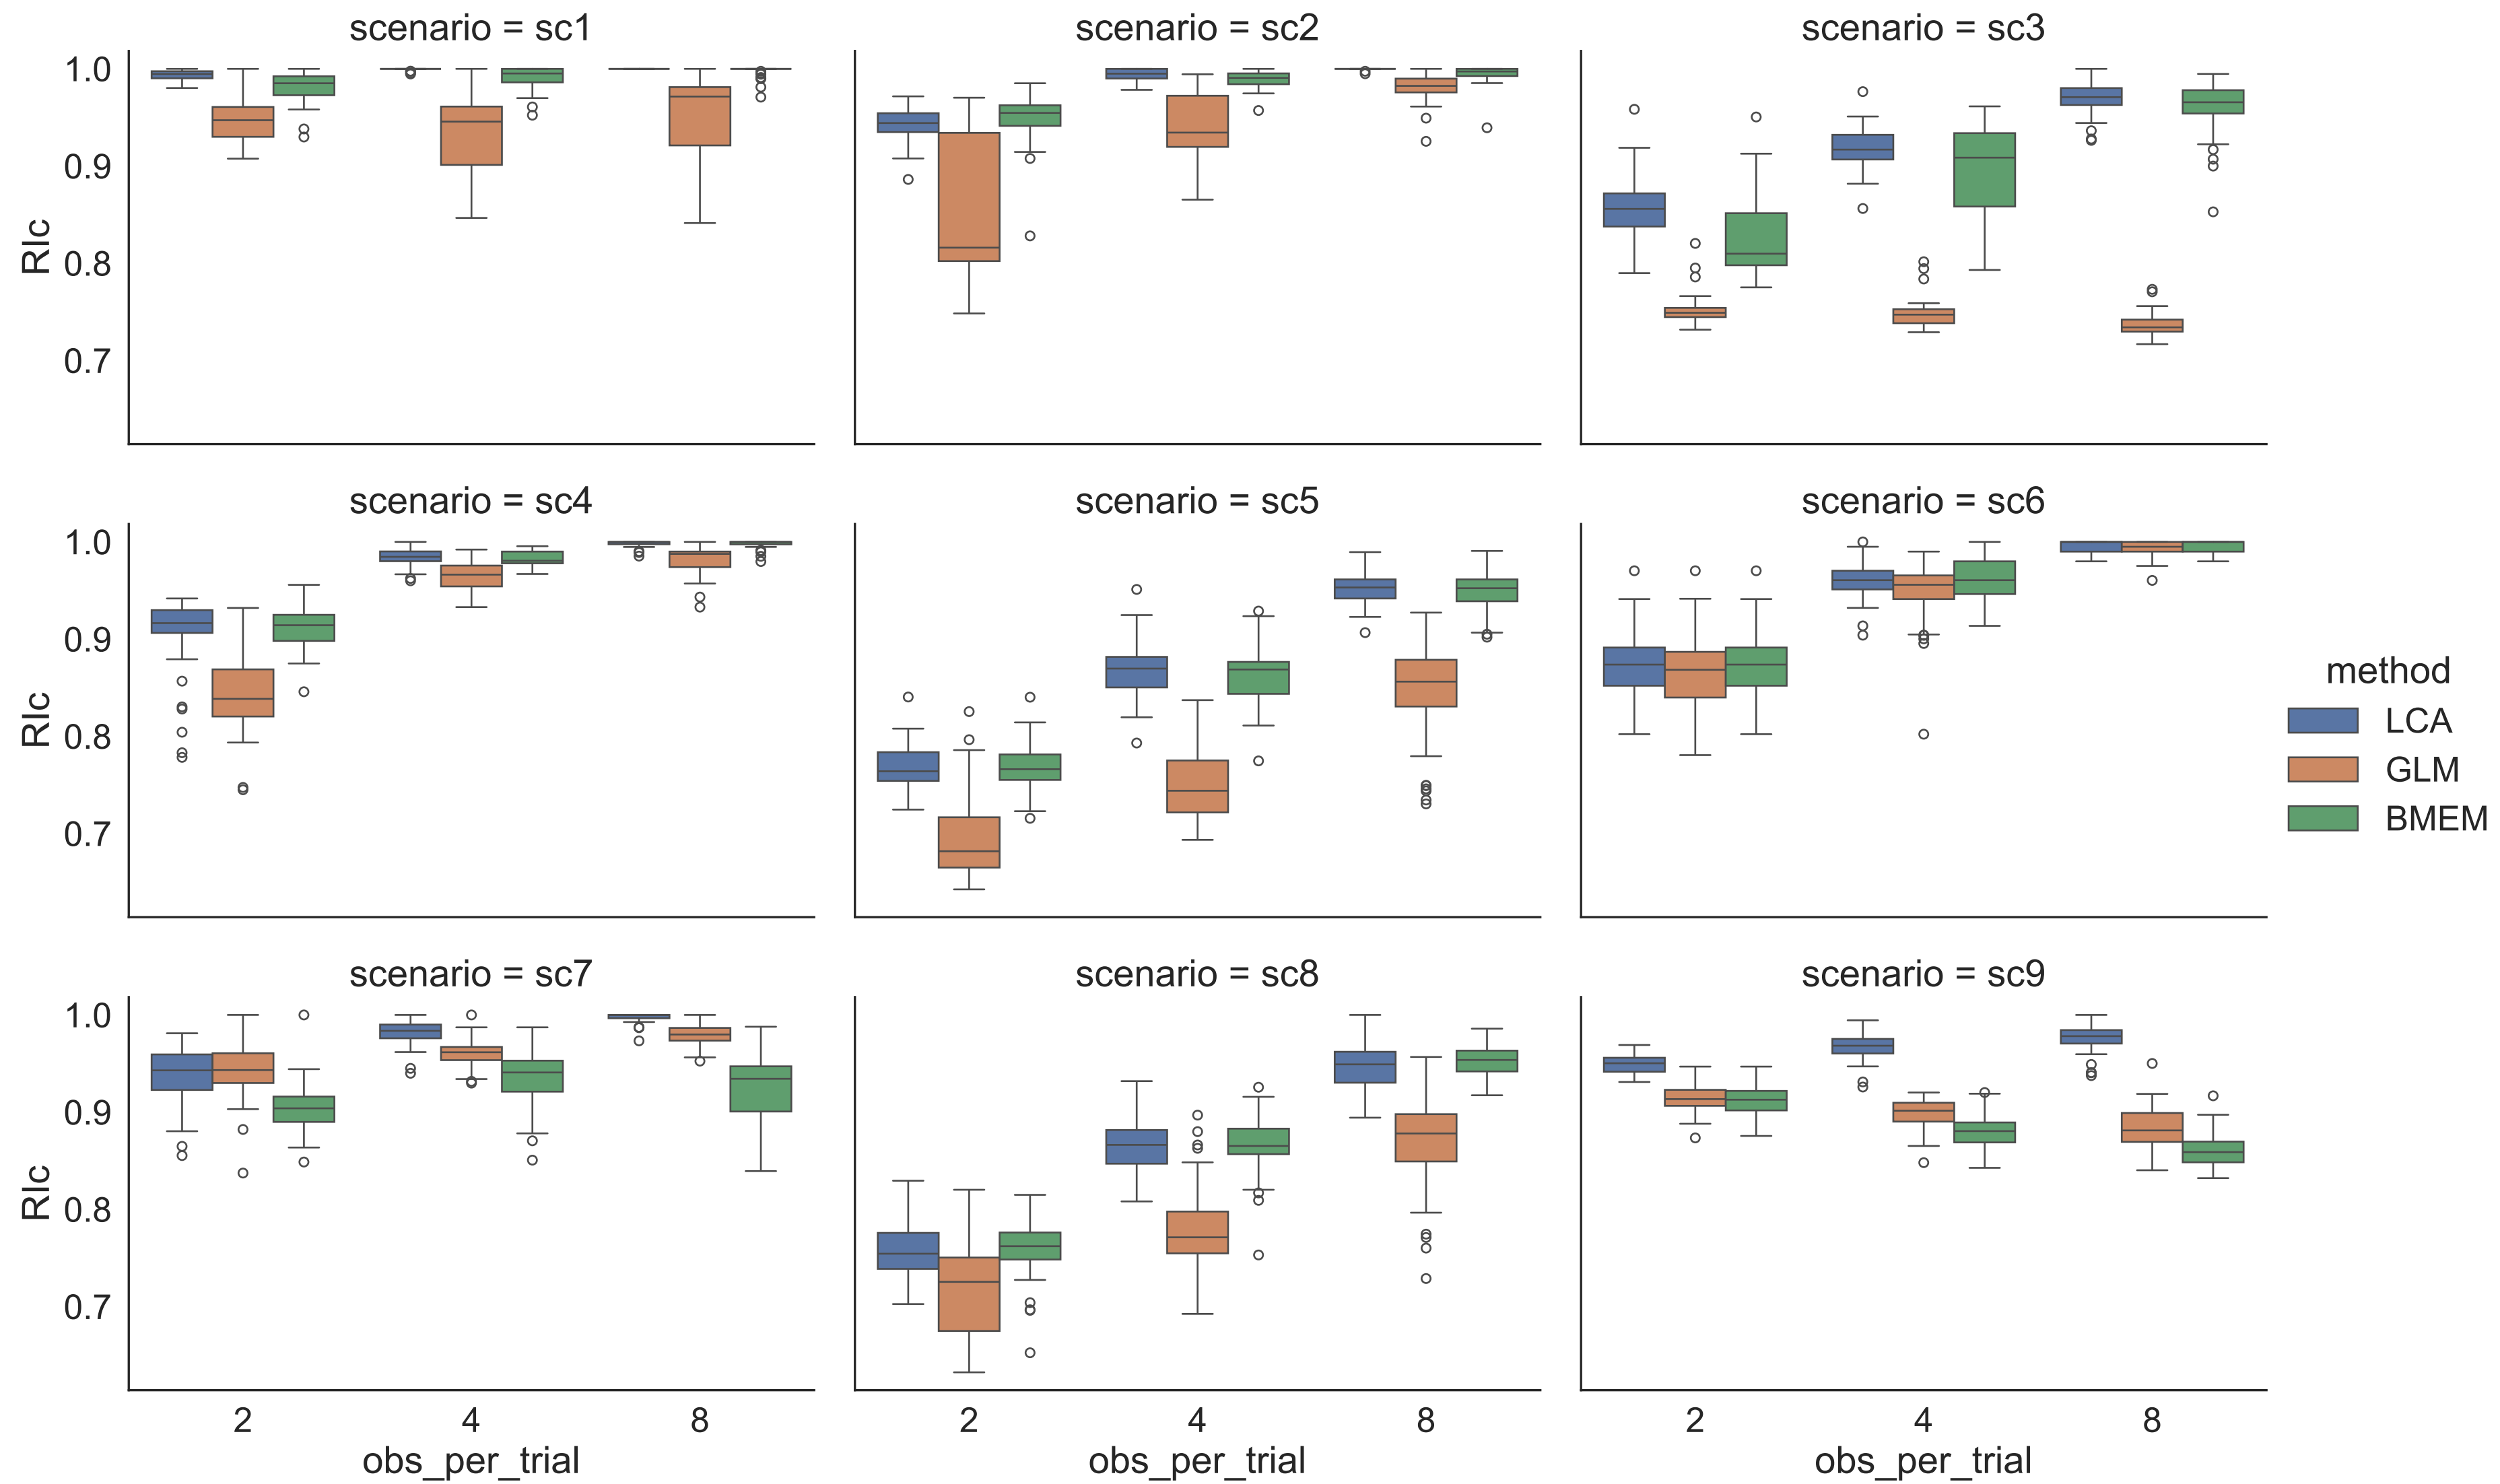 scenario = sc1
scenario = sc2
scenario = sc3
1.0
0.9
0.8
0.7
RIc
scenario = sc4
scenario = sc5
scenario = sc6
1.0
0.9
0.8
0.7
RIc
method
LCA
GLM
BMEM
scenario = sc7
scenario = sc8
scenario = sc9
1.0
0.9
0.8
0.7
RIc
2 4 8
2 4 8
2 4 8
obs_per_trial
obs_per_trial
obs_per_trial